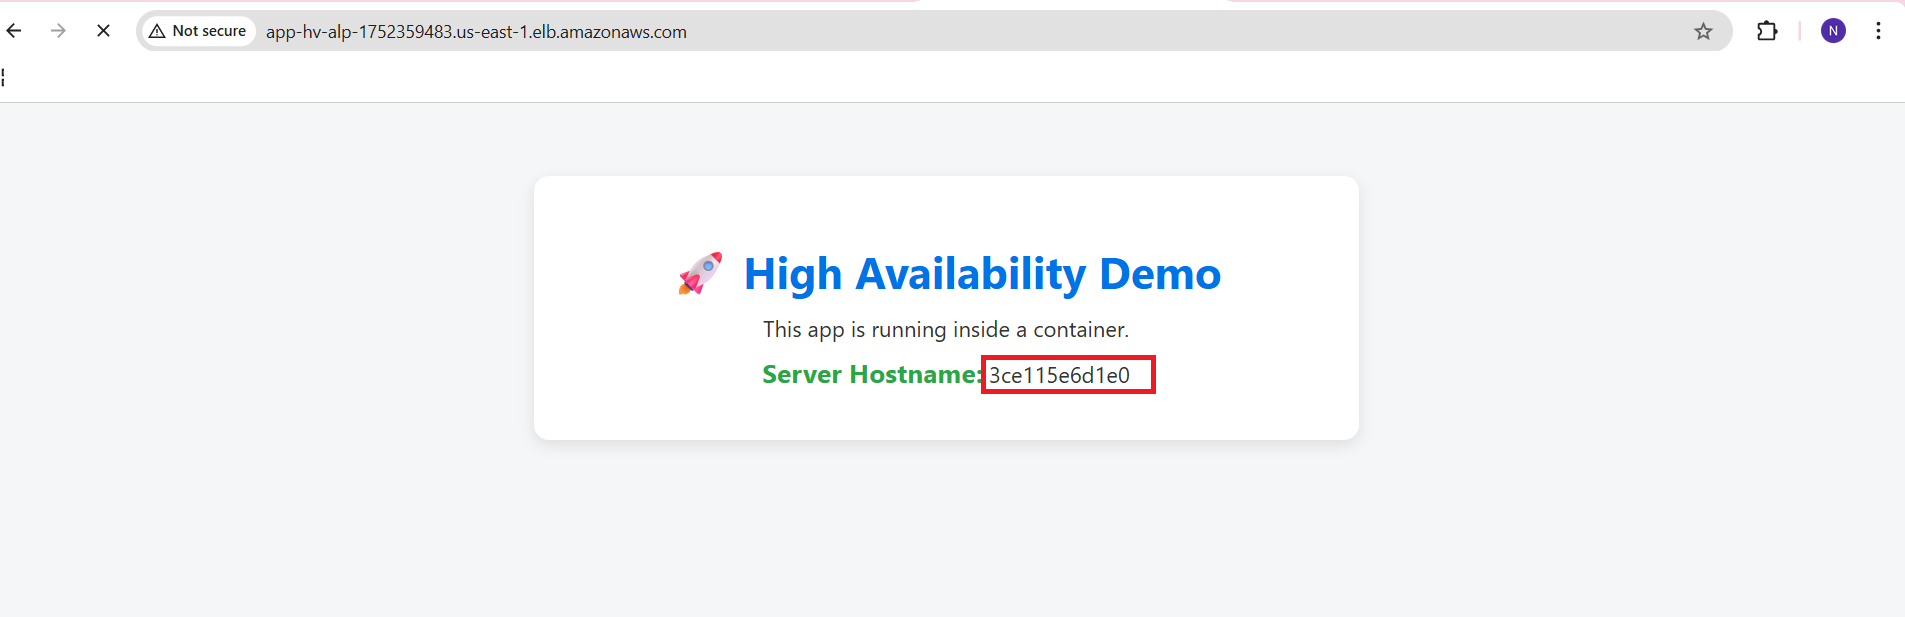 Not secure app-hv-alp-1752359483.us-east-1.elb.amazonaws.com
N
High Availability Demo
This app is running inside a container.
Server Hostname: 3ce115e6d1e0